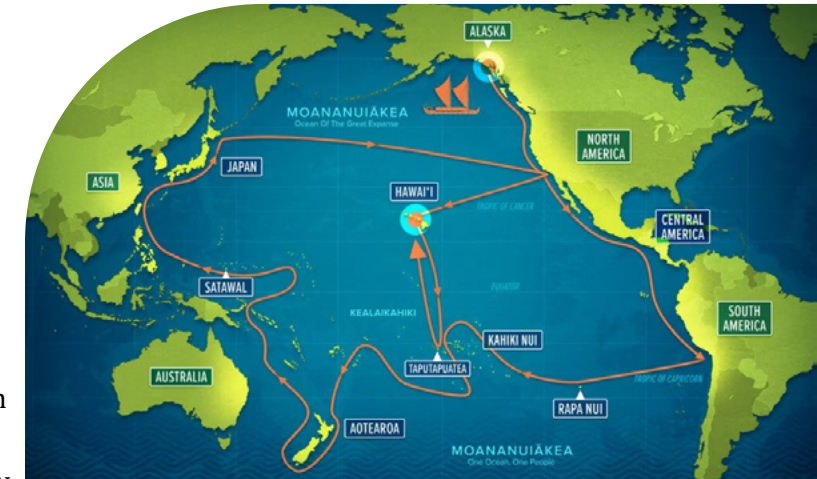 ALASKA
MOANANUIĀKEA
Ocean Of The Great Expanse
NORTH
AMERICA
JAPAN
ASIA
HAWAIʻI
TROPIC OF CANCER
CENTRAL
AMERICA
SATAWAL
EQUATOR
KEALAIKAHIKI
SOUTH
AMERICA
KAHIKI NUI
TAPUTAPUATEA
AUSTRALIA
TROPIC OF CAPRICORN
RAPA NUI
n
AOTEAROA
MOANANUIĀKEA
One Ocean, One People